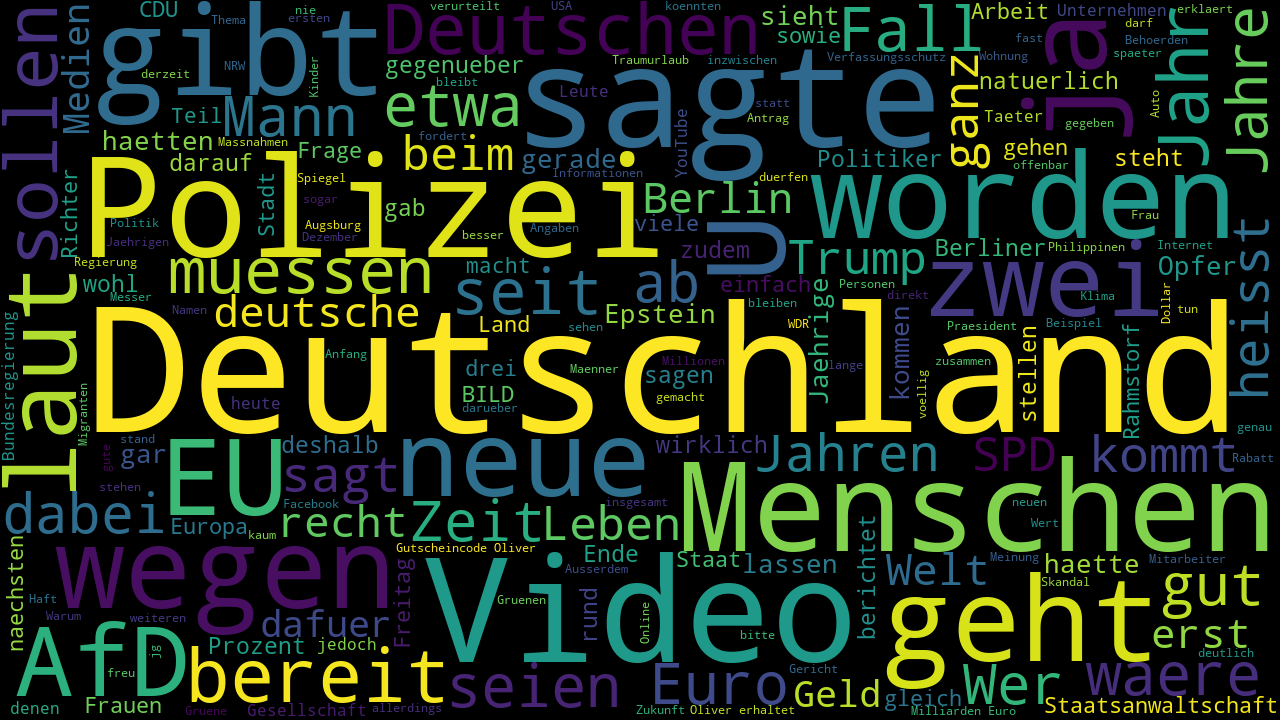 CDU
Thema
nie
ersten
verurteilt
USA
koennten
sieht
sowie
Arbeit
Unternehmen
darf
erklaert
gibt
Deutschen
Fall
fast
Behoerden
spaeter
sollen
Medien
derzeit
NRW
Kinder
gegenueber
bleibt
Traumurlaub
inzwischen
Verfassungsschutz
Wohnung
sagte
ja
Jahr
Jahre
Teil
Mann
etwa
Leute
statt
Antrag
ganz
natuerlich
Taeter
gegeben
Auto
haetten
Massnahmen
fordert
YouTube
gehen
offenbar
steht
darauf
Frage
beim
gerade
Informationen
Politiker
duerfen
Richter
Stadt
Spiegel
sogar
Polizei
worden
Politik
Augsburg
Dezember
gab
besser
Angaben
Berlin
viele
Frau
Jaehrigen
U
zudem
Trump
Berliner
Philippinen
Internet
heisst
Regierung
wohl
Messer
muessen
macht
bleiben
seit
ab
einfach
Personen
direkt
zwei
Klima
Opfer
Dollar
tun
laut
Namen
deutsche
Land
sehen
Epstein
WDR
Jaehrige
kommen
Praesident
Beispiel
Bundesregierung
Deutschland
Anfang
drei
Maenner
Millionen
lange
zusammen
stellen
Rahmstorf
Migranten
heute
BILD
darueber
sagen
gemacht
voellig
genau
stand
gar
gute
deshalb
EU
neue
wirklich
Jahren
SPD
kommt
Rabatt
stehen
sagt
Facebook
insgesamt
Menschen
neuen
Wert
dabei
Europa
kaum
recht
Zeit
Leben
naechsten
wegen
Gutscheincode Oliver
Ende
Ausserdem
Staat
lassen
berichtet
Welt
Meinung
haette
Skandal
Mitarbeiter
Haft
Warum
weiteren
dafuer
Freitag
Gruenen
rund
Online
Video
bitte
geht
gut
AfD
freu
jg
Prozent
jedoch
erst
deutlich
bereit
seien
Euro
Gericht
Geld
gleich
Wer
waere
denen
Frauen
Gruene
Gesellschaft
allerdings
Zukunft
Oliver erhaltet
Milliarden Euro
Staatsanwaltschaft